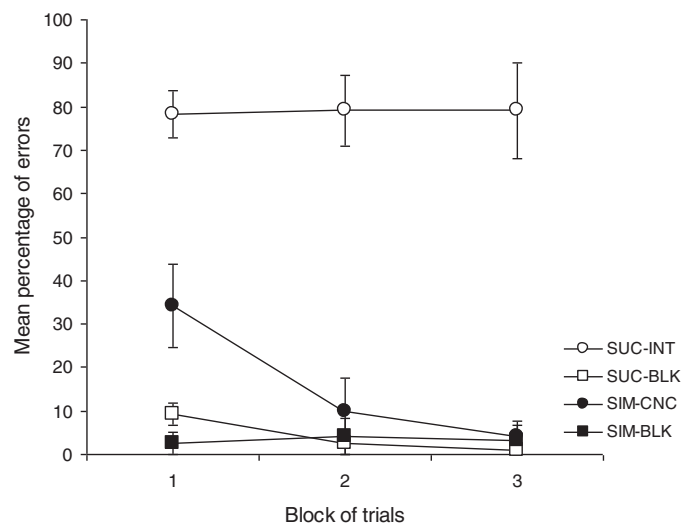 100
90
80
70
60
50
40
30
20
10
0
Mean percentage of errors
1 2 3
Block of trials
SUC-INT
SUC-BLK
SIM-CNC
SIM-BLK